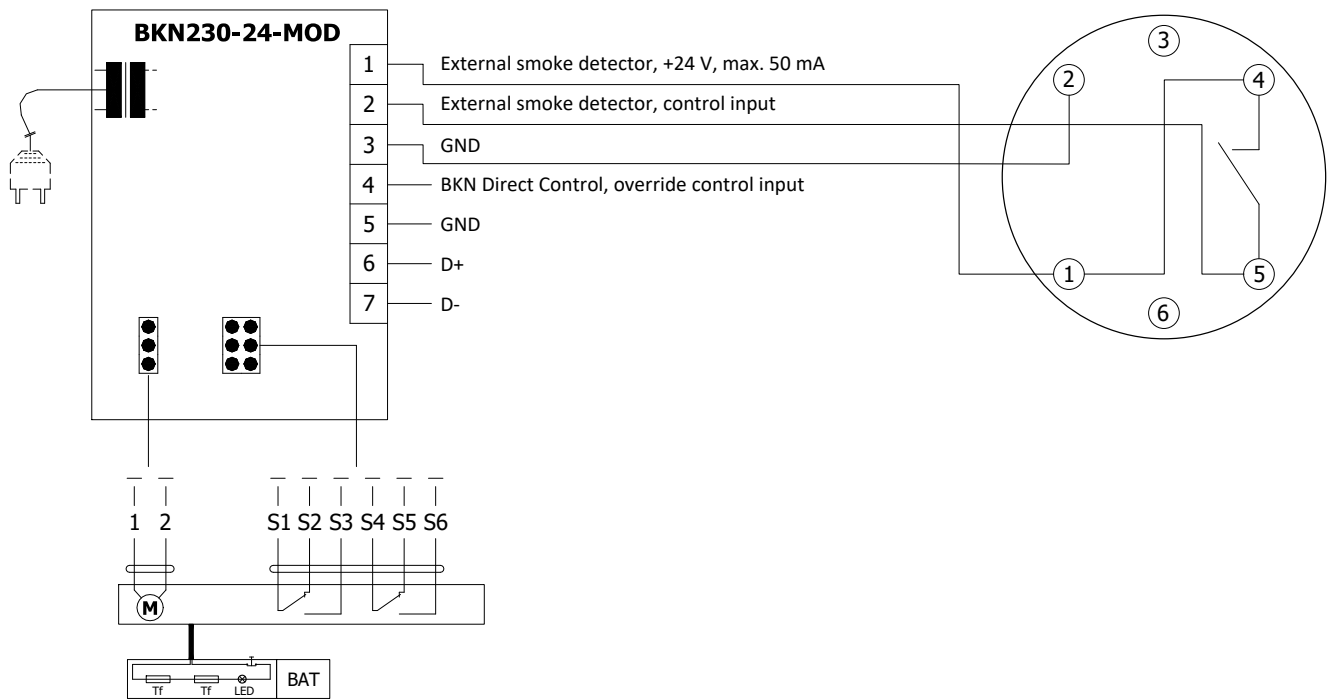 BKN230-24-MOD
1 External smoke detector, +24 V, max. 50 mA
2 External smoke detector, control input
3 GND
4 BKN Direct Control, override control input
5 GND
6 D+
7 D-
3
2
4
1
5
6
1 2 S1 S2 S3 S4 S5 S6
M
Tf Tf LED BAT